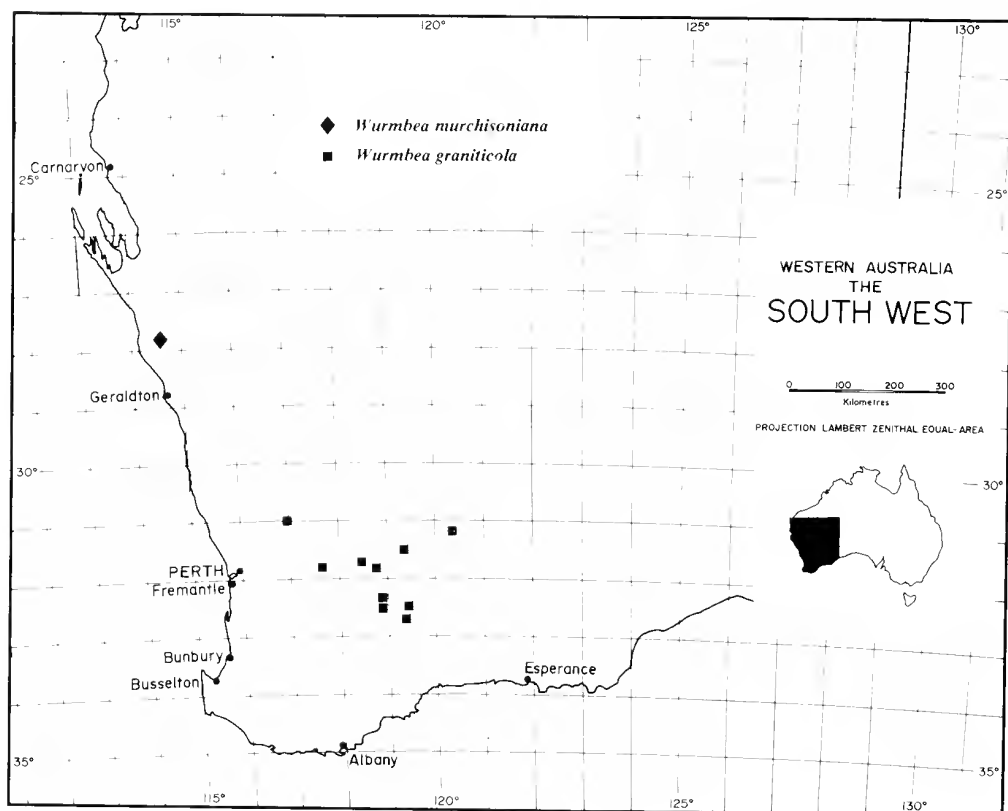 115°
120°
125°
130°
Wurmbea murchisoniana
Wurmbea graniticola
Carnarvon
25°
25°
WESTERN AUSTRALIA
THE
SOUTH WEST
0 100 200 300
Kilometres
PROJECTION LAMBERT ZENITHAL EQUAL-AREA
Geraldton
30°
30°
PERTH
Fremantle
Bunbury
Busselton
Esperance
Albany
35°
35°
115°
120°
125°
130°